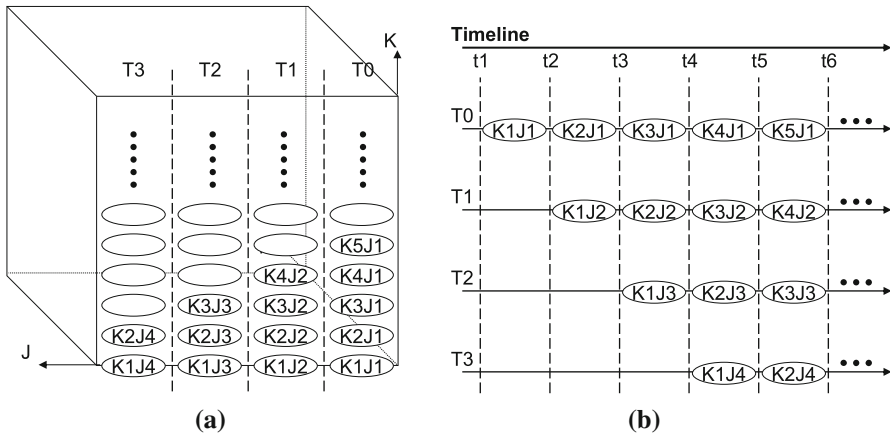 K
T3 T2 T1 T0
K5J1
K4J2 K4J1
K3J3 K3J2 K3J1
K2J4 K2J3 K2J2 K2J1
J
K1J4 K1J3 K1J2 K1J1
(a)
Timeline
t1 t2 t3 t4 t5 t6
T0
K1J1 K2J1 K3J1 K4J1 K5J1
T1
K1J2 K2J2 K3J2 K4J2
T2
K1J3 K2J3 K3J3
T3
K1J4 K2J4
(b)